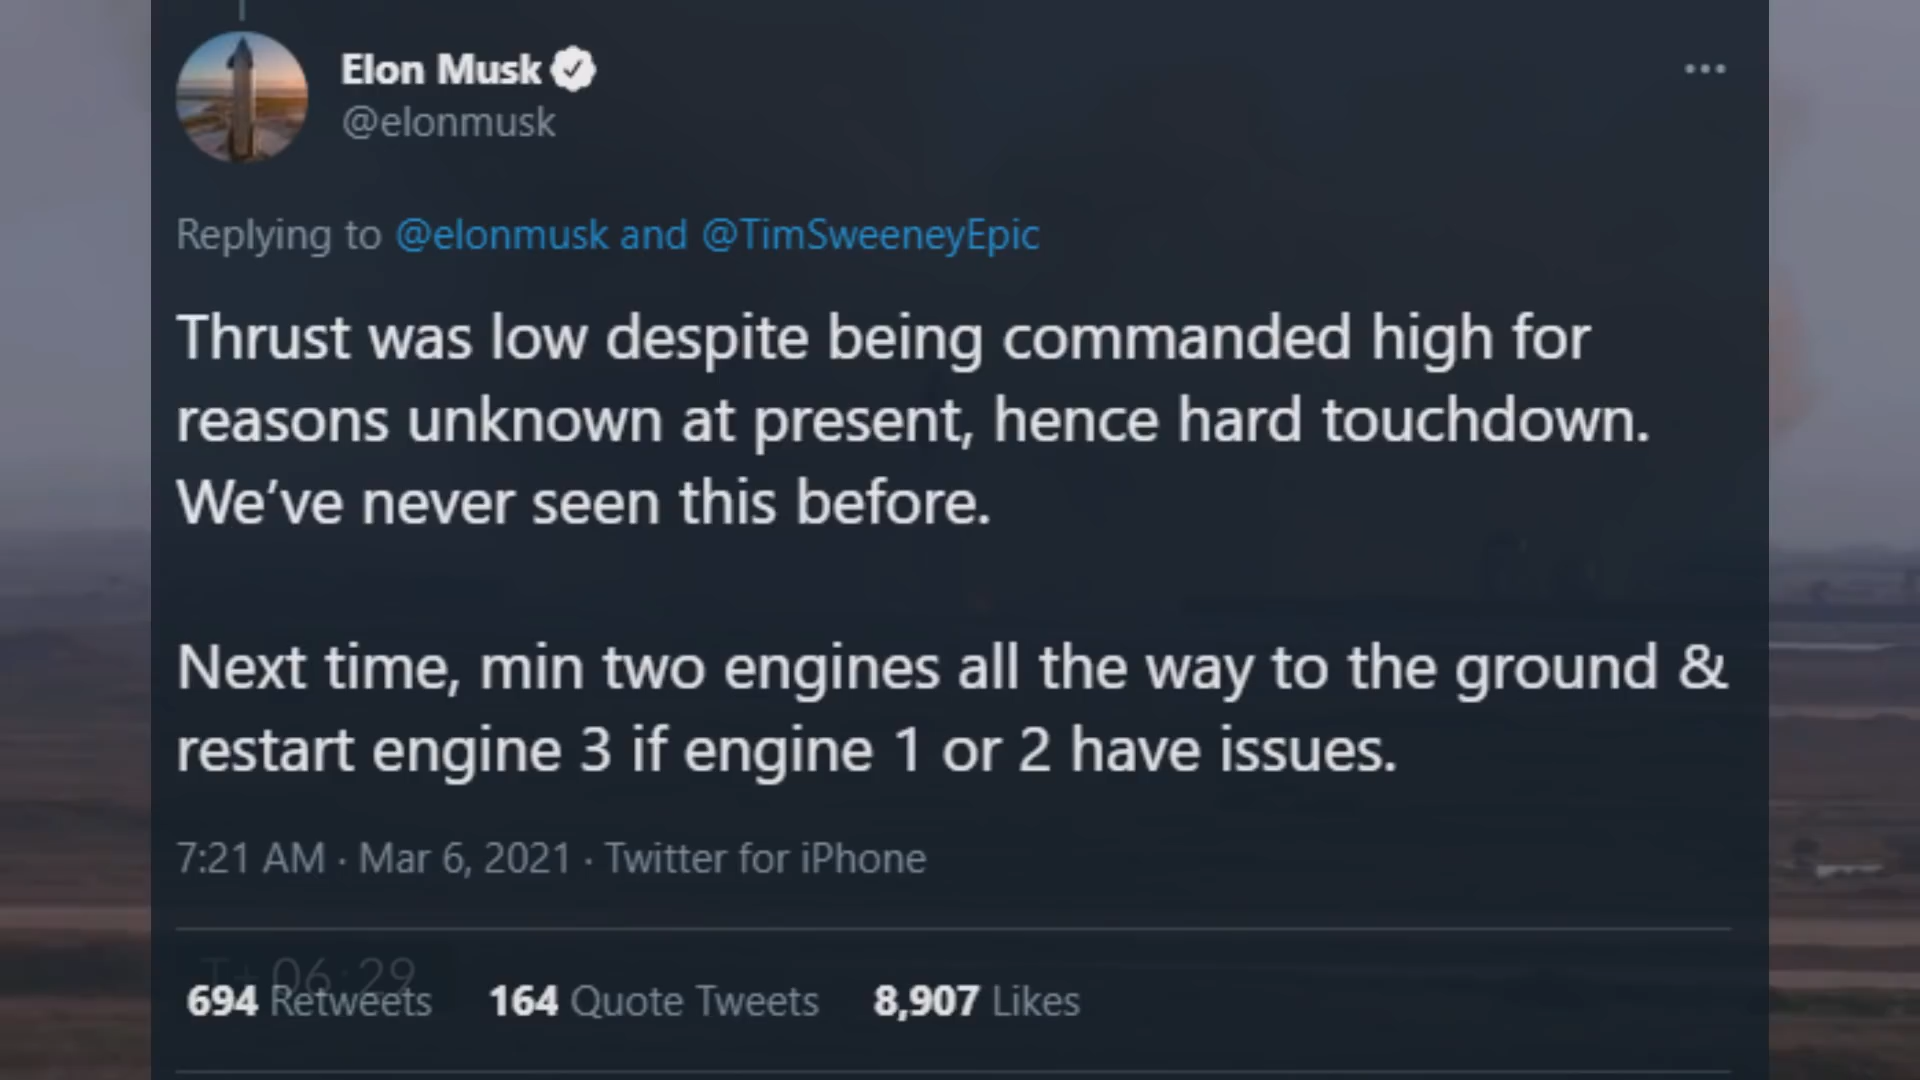 Elon Musk
@elonmusk
Replying to @elonmusk and @TimSweeneyEpic
Thrust was low despite being commanded high for
reasons unknown at present, hence hard touchdown.
We’ve never seen this before.
Next time, min two engines all the way to the ground &
restart engine 3 if engine 1 or 2 have issues.
7:21 AM · Mar 6, 2021 · Twitter for iPhone
T+ 06:29
694 Retweets 164 Quote Tweets 8,907 Likes